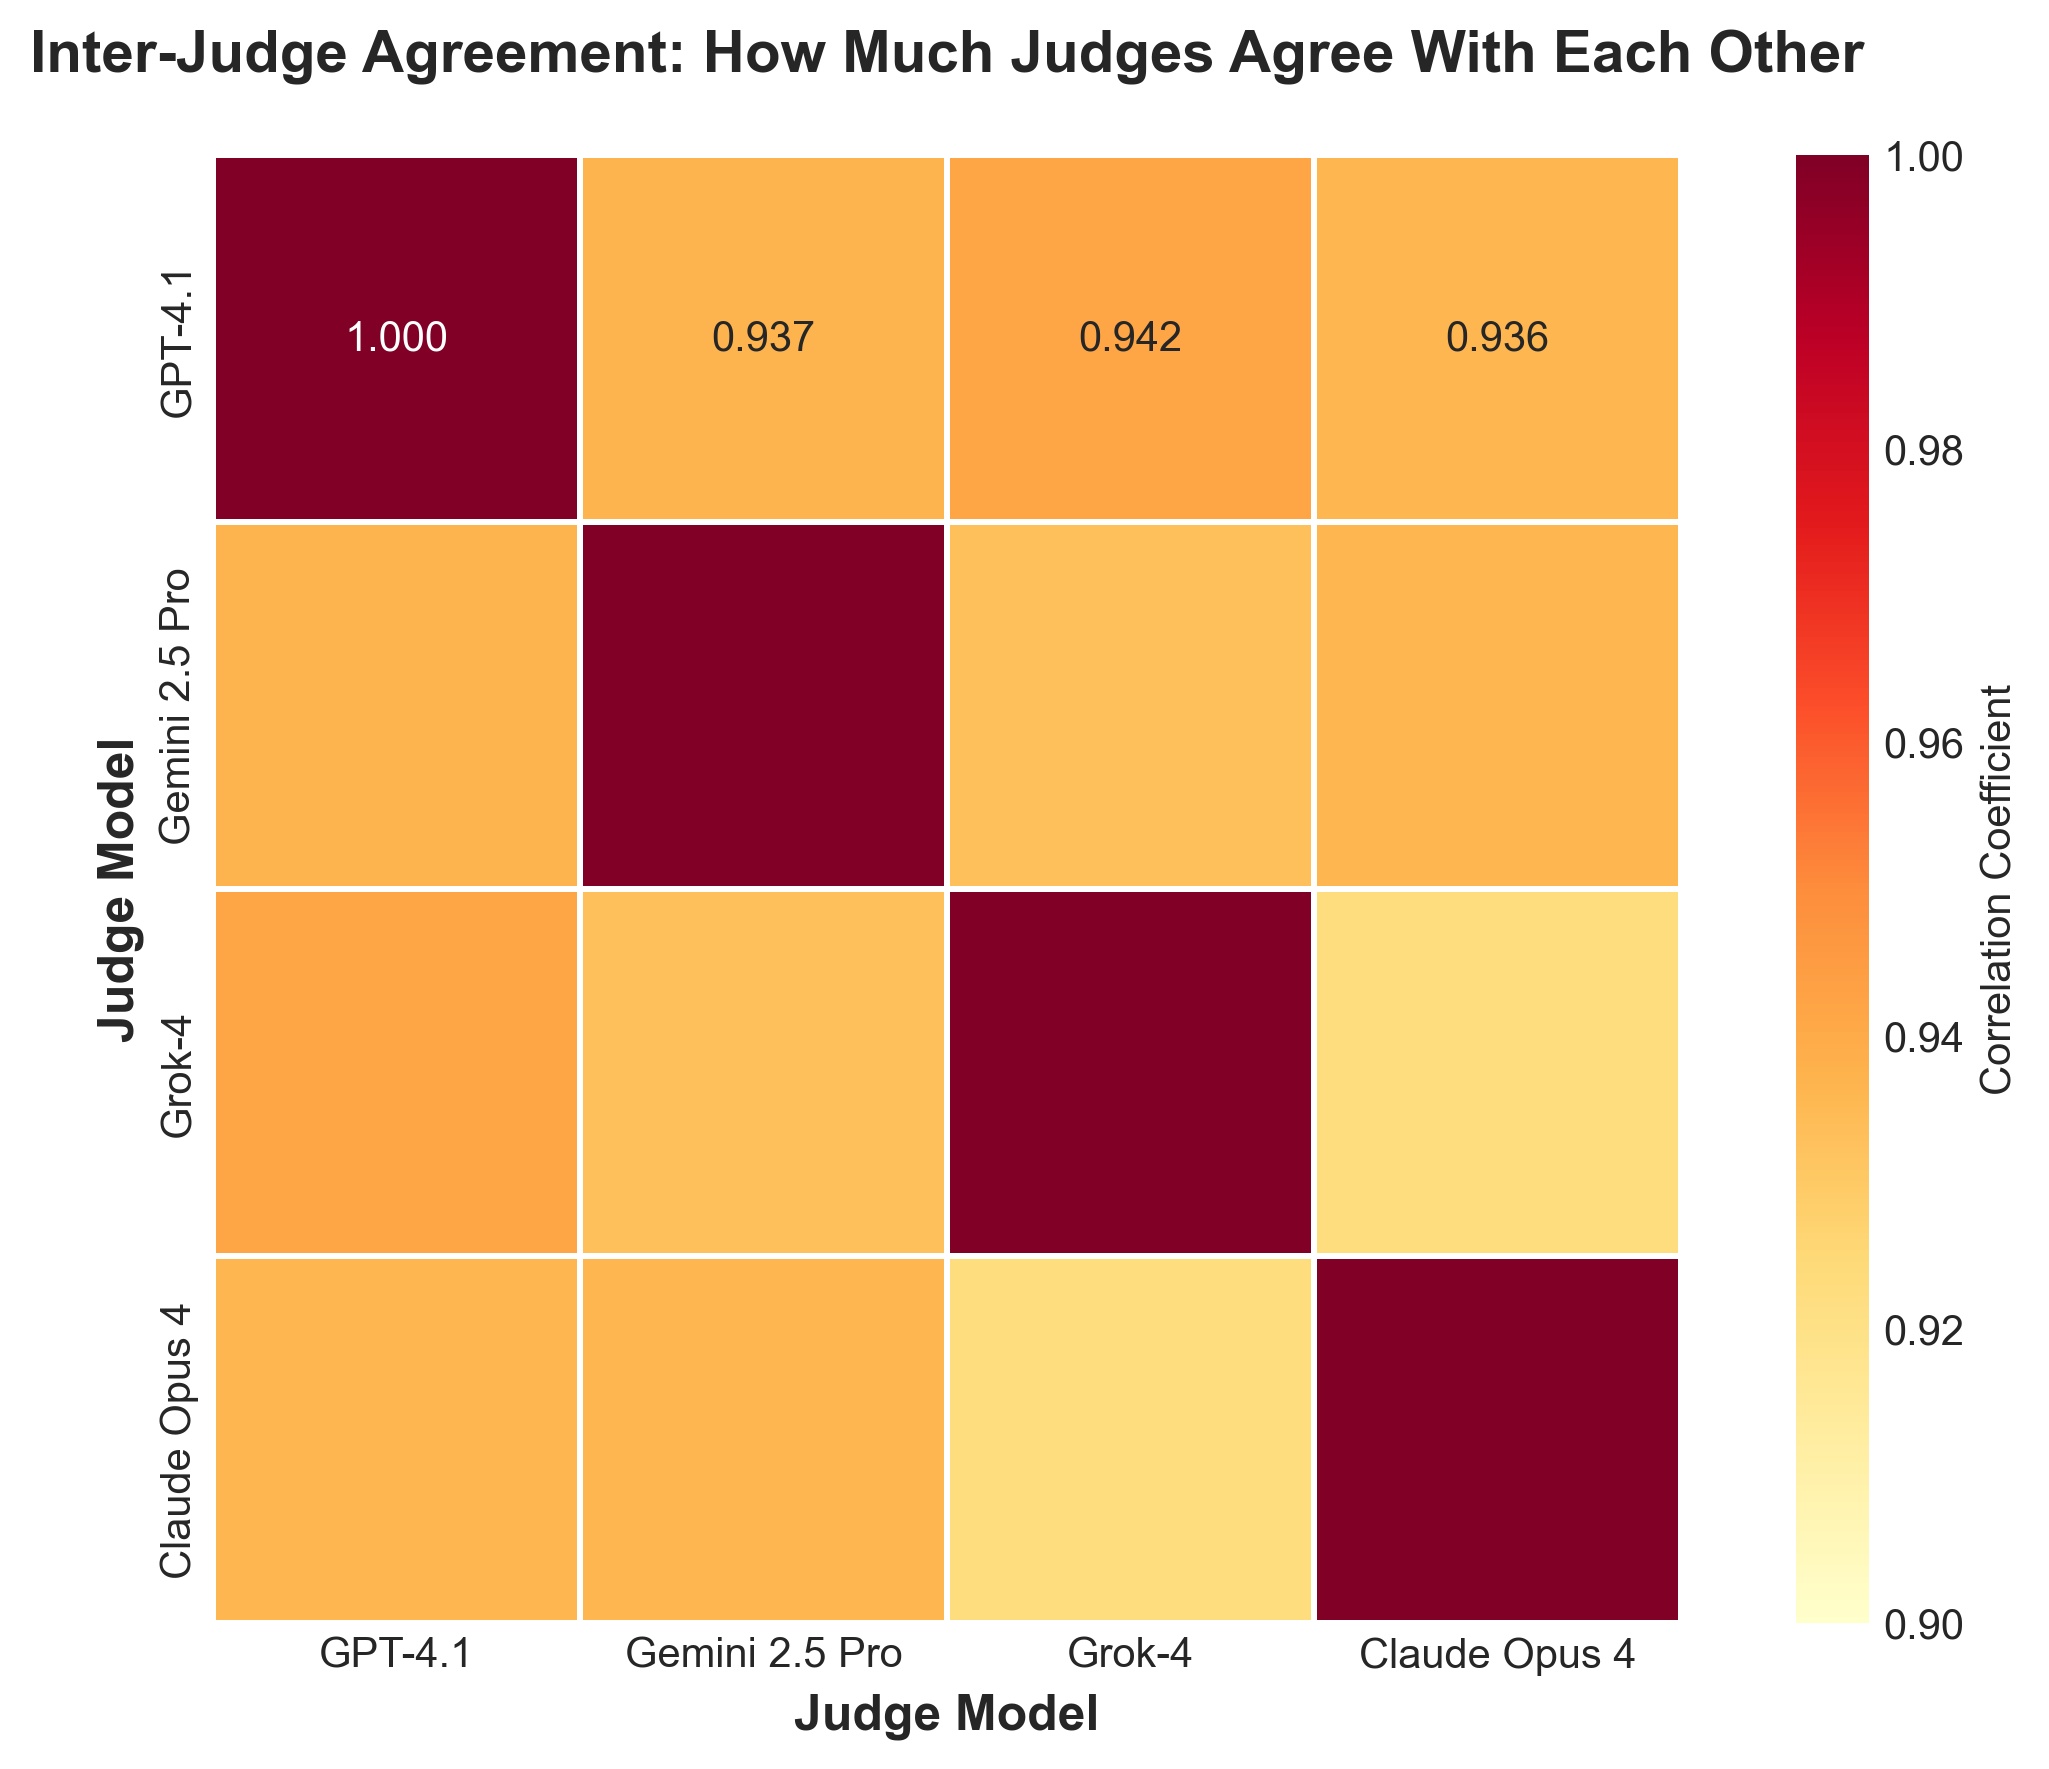 Inter-Judge Agreement: How Much Judges Agree With Each Other
1.00
GPT-4.1
1.000
0.937
0.942
0.936
0.98
Gemini 2.5 Pro
0.96
Judge Model
Correlation Coefficient
Grok-4
0.94
Claude Opus 4
0.92
0.90
GPT-4.1
Gemini 2.5 Pro
Grok-4
Claude Opus 4
Judge Model